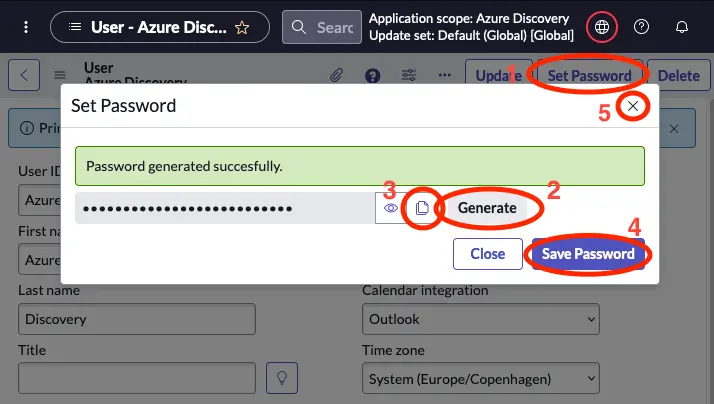 User - Azure Disc...
Searc
Application scope: Azure Discovery
Update set: Default (Global) [Global]
User
Azure Discovery
Update
1
Set Password
Delete
Set Password
5
Prin
Password generated succesfully.
User ID
Azure
3
Generate
2
First na
Azure
Close
Save Password
4
Last name
Discovery
Calendar integration
Outlook
Title
Time zone
System (Europe/Copenhagen)